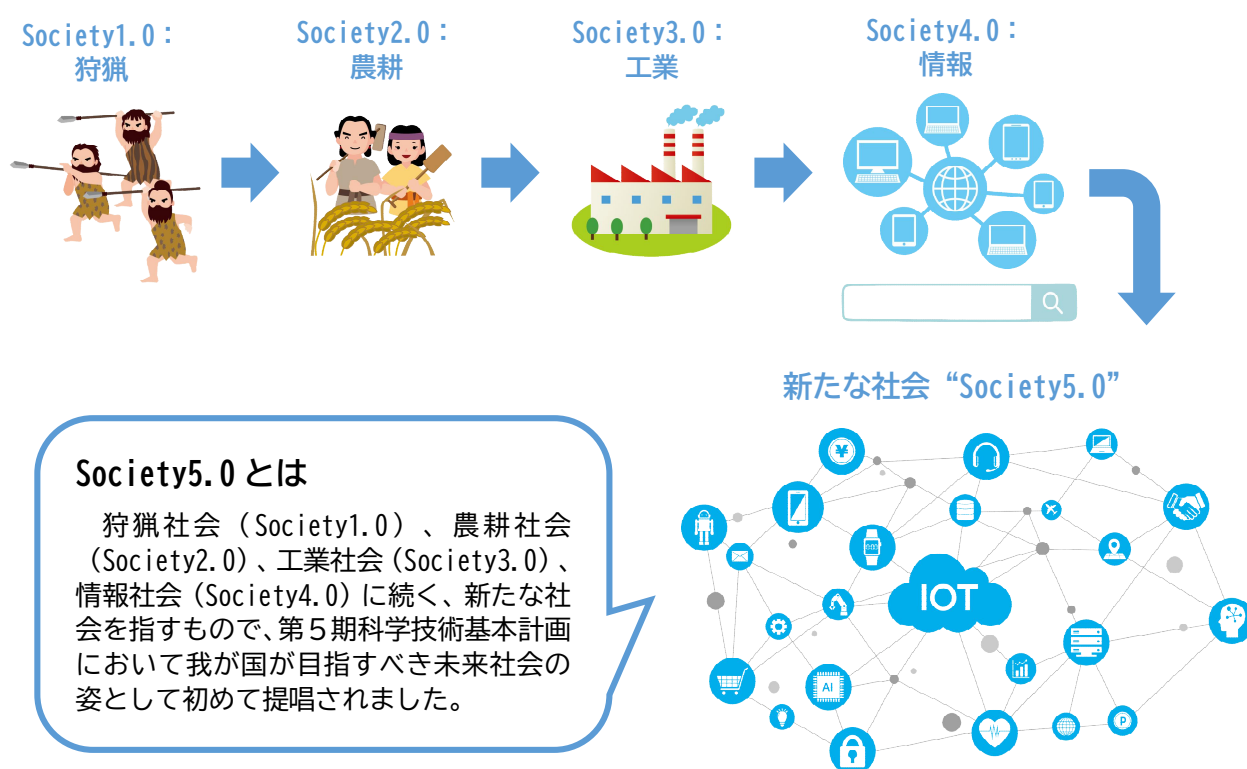 Society1.0：
狩猟
Society2.0：
農耕
Society3.0：
工業
Society4.0：
情報
新たな社会“Society5.0”
Society5.0とは
狩猟社会（Society1.0）、農耕社会
（Society2.0）、工業社会（Society3.0）、
情報社会（Society4.0）に続く、新たな社
会を指すもので、第５期科学技術基本計画
において我が国が目指すべき未来社会の
姿として初めて提唱されました。
¥
IOT
AI
P